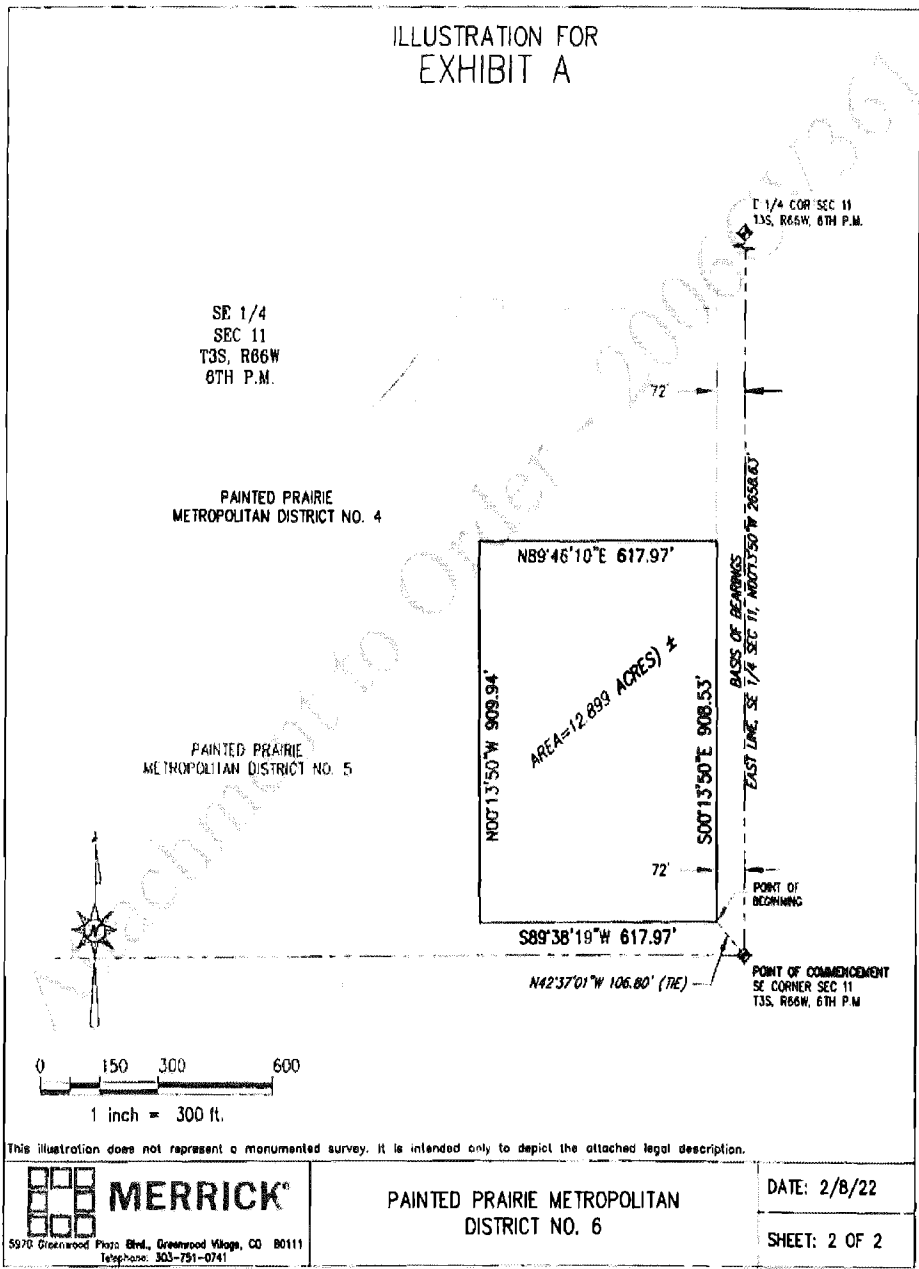 ILLUSTRATION FOR
EXHIBIT A
E 1/4 COR SEC 11
T3S, R66W, 6TH P.M.
SE 1/4
SEC 11
T3S, R66W
6TH P.M.
72'
PAINTED PRAIRIE
METROPOLITAN DISTRICT NO. 4
N89°46'10"E 617.97'
BASIS OF BEARINGS
EAST LINE, SE 1/4 SEC 11, N00°13'50"W 2658.63'
AREA=12.899 ACRES) ±
N00°13'50"W 909.94'
S00°13'50"E 908.53'
PAINTED PRAIRIE
METROPOLITAN DISTRICT NO. 5
72'
POINT OF
BEGINNING
N
S89°38'19"W 617.97'
N42°37'01"W 106.80' (TIE)
POINT OF COMMENCEMENT
SE CORNER SEC 11
T3S, R66W, 6TH P.M
0 150 300 600
1 inch = 300 ft.
This illustration does not represent a monumented survey. It is intended only to depict the attached legal description.
MERRICK®
5970 Greenwood Plaza Blvd., Greenwood Village, CO 80111
Telephone: 303-751-0741
PAINTED PRAIRIE METROPOLITAN
DISTRICT NO. 6
DATE: 2/8/22
SHEET: 2 OF 2
Attachment to Order - 2006CV361